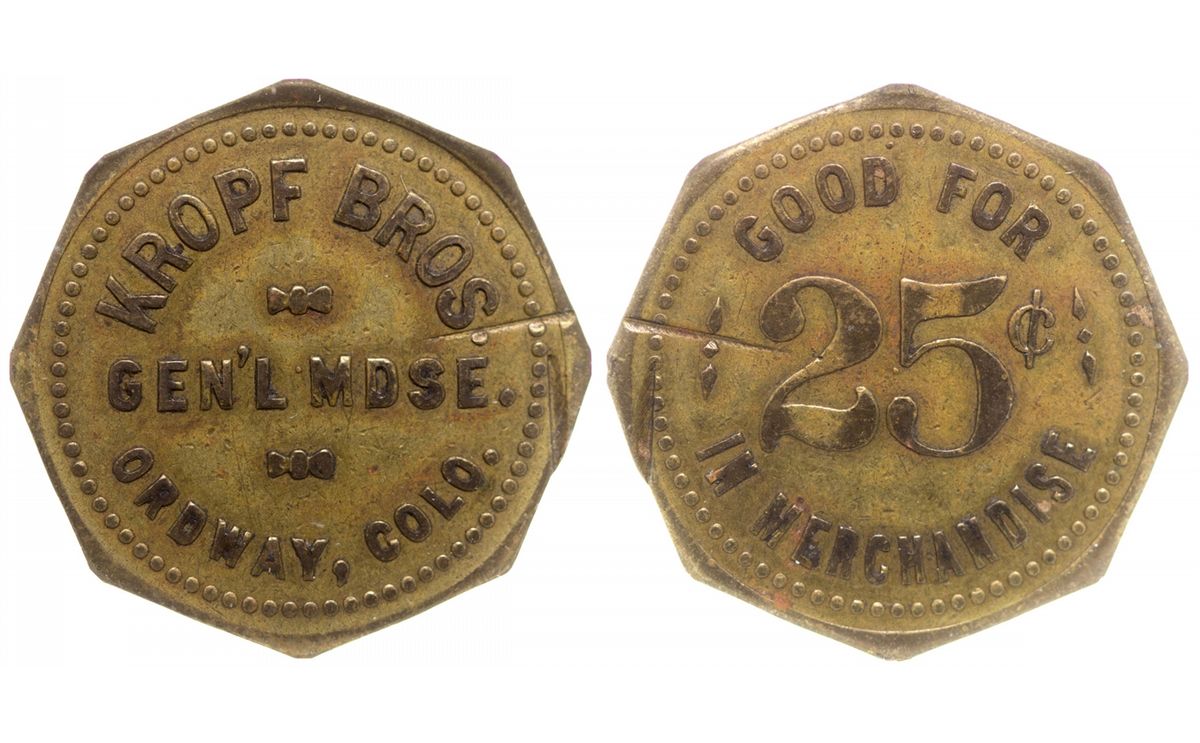 KROPF BROS
GEN'L MDSE.
ORDWAY, COLO.
GOOD FOR
25¢
IN MERCHANDISE